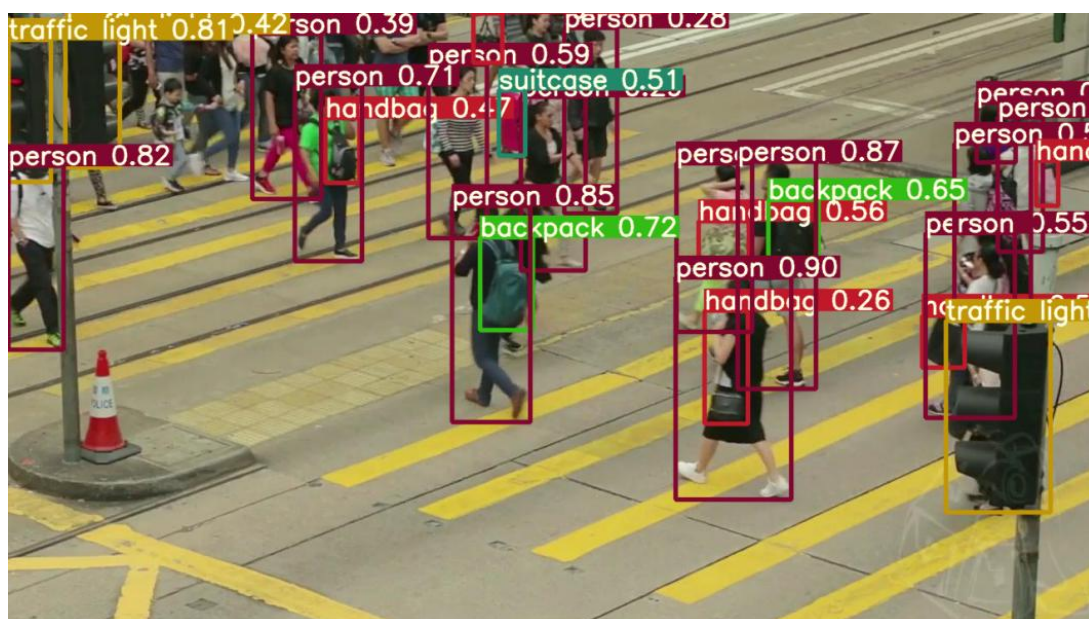 traffic light 0.81
0.42
rson 0.39
person 0.28
person 0.59
person 0.71
suitcase 0.51
handbag 0.47
person 0.82
person
person 0.87
person 0.85
backpack 0.65
handbag 0.56
backpack 0.72
person 0.55
person 0.90
handbag 0.26
traffic light
POLICE